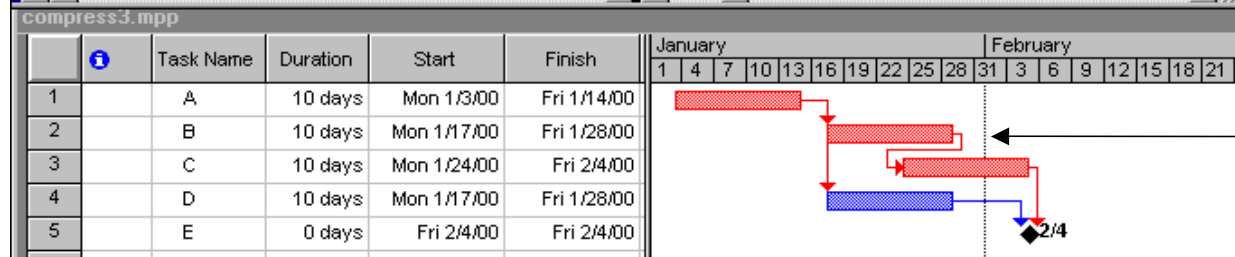 compress3.mpp
Task Name Duration Start Finish January February
1 4 7 10 13 16 19 22 25 28 31 3 6 9 12 15 18 21
1 A 10 days Mon 1/3/00 Fri 1/14/00
2 B 10 days Mon 1/17/00 Fri 1/28/00
3 C 10 days Mon 1/24/00 Fri 2/4/00
4 D 10 days Mon 1/17/00 Fri 1/28/00
5 E 0 days Fri 2/4/00 Fri 2/4/00 2/4